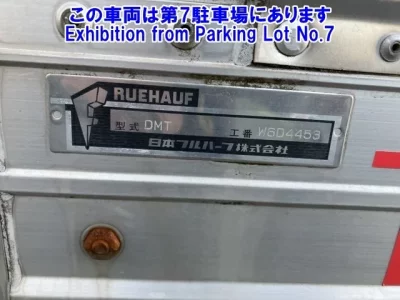 この車両は第7駐車場にあります
Exhibition from Parking Lot No.7
RUEHAUF
型式 DMT 工番 W8D4453
日本フルハーフ株式会社